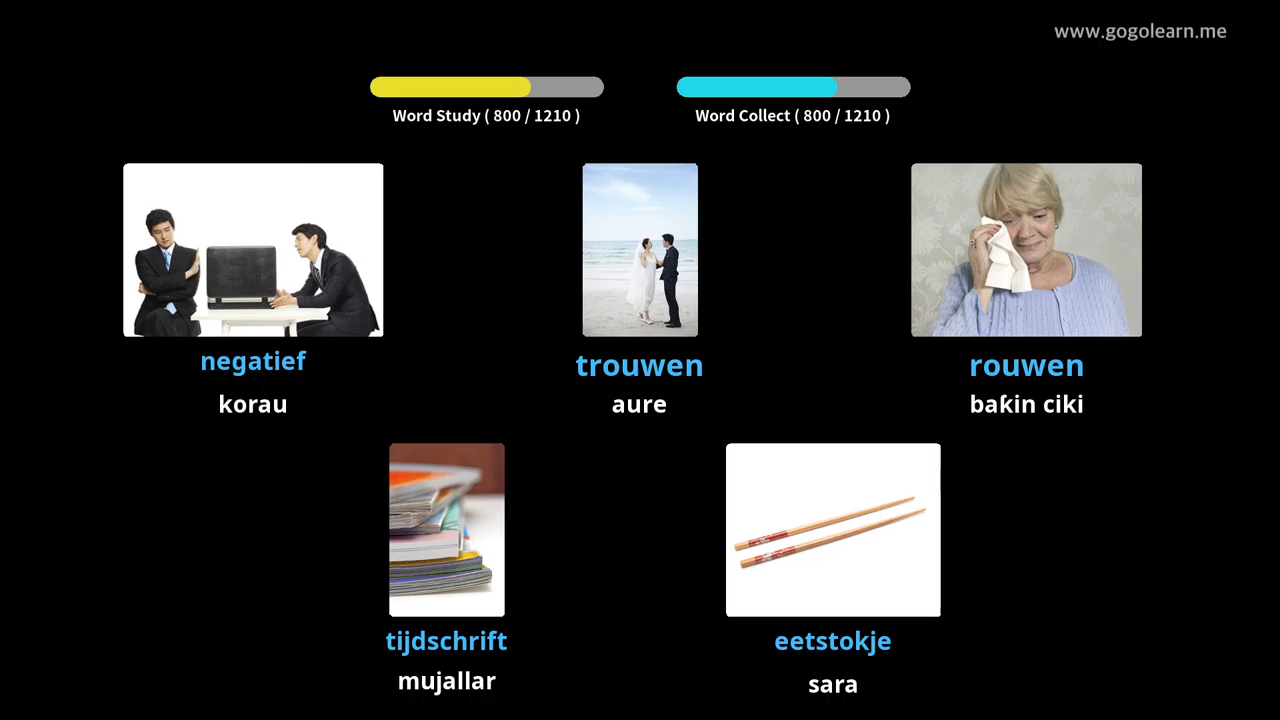 www.gogolearn.me
Word Study ( 800 / 1210 )
Word Collect ( 800 / 1210 )
negatief
korau
trouwen
aure
rouwen
baƙin ciki
tijdschrift
mujallar
eetstokje
sara